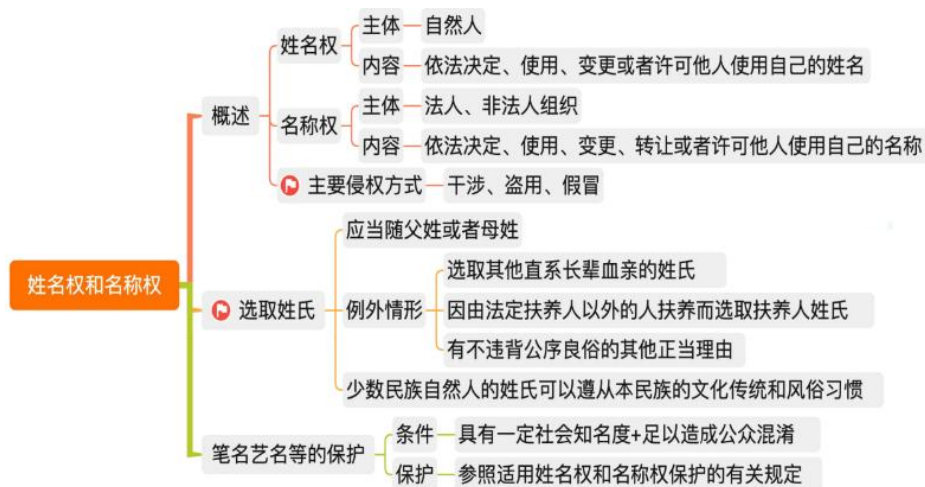 姓名权和名称权
概述
姓名权
主体
自然人
内容
依法决定、使用、变更或者许可他人使用自己的姓名
名称权
主体
法人、非法人组织
内容
依法决定、使用、变更、转让或者许可他人使用自己的名称
主要侵权方式
干涉、盗用、假冒
选取姓氏
应当随父姓或者母姓
例外情形
选取其他直系长辈血亲的姓氏
因由法定扶养人以外的人扶养而选取扶养人姓氏
有不违背公序良俗的其他正当理由
少数民族自然人的姓氏可以遵从本民族的文化传统和风俗习惯
笔名艺名等的保护
条件
具有一定社会知名度+足以造成公众混淆
保护
参照适用姓名权和名称权保护的有关规定